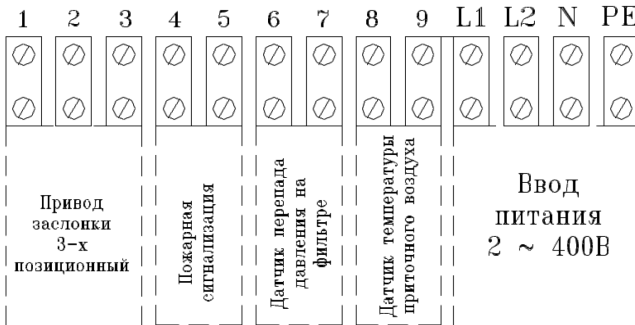 1 2 3 4 5 6 7 8 9 L1 L2 N PE
Привод
заслонки
3-х
позиционный
Пожарная
сигнализация
Датчик перепада
давления на
фильтре
Датчик температуры
приточного воздуха
Ввод
питания
2 ~ 400В